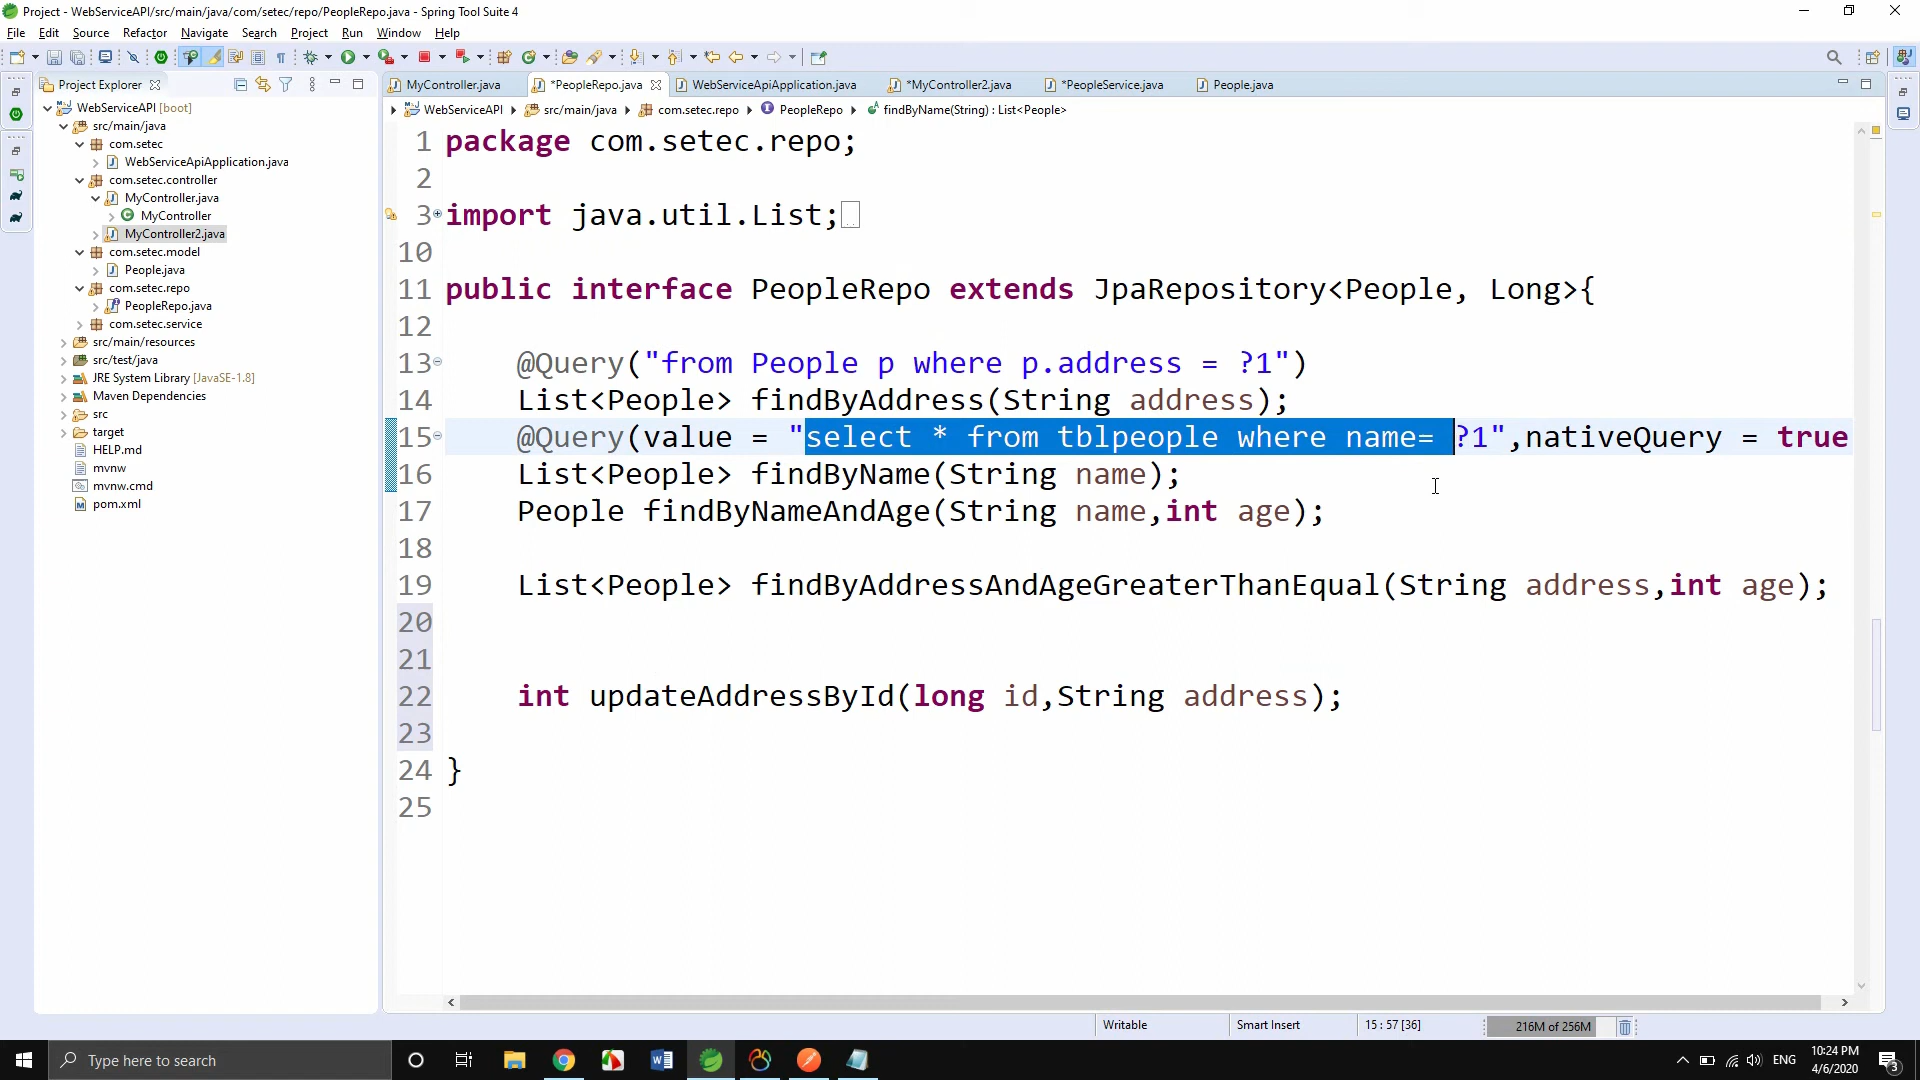 Project - WebServiceAPI/src/main/java/com/setec/repo/PeopleRepo.java - Spring Tool Suite 4
File Edit Source Refactor Navigate Search Project Run Window Help
Project Explorer
WebServiceAPI [boot]
src/main/java
com.setec
WebServiceApiApplication.java
com.setec.controller
MyController.java
MyController
MyController2.java
com.setec.model
People.java
com.setec.repo
PeopleRepo.java
com.setec.service
src/main/resources
src/test/java
JRE System Library [JavaSE-1.8]
Maven Dependencies
src
target
HELP.md
mvnw
mvnw.cmd
pom.xml
MyController.java *PeopleRepo.java WebServiceApiApplication.java *MyController2.java *PeopleService.java People.java
WebServiceAPI src/main/java com.setec.repo PeopleRepo findByName(String) : List<People>
1 package com.setec.repo;
2
3 import java.util.List;
10
11 public interface PeopleRepo extends JpaRepository<People, Long>{
12
13 @Query("from People p where p.address = ?1")
14 List<People> findByAddress(String address);
15 @Query(value = "select * from tblpeople where name= ?1",nativeQuery = true
16 List<People> findByName(String name);
17 People findByNameAndAge(String name,int age);
18
19 List<People> findByAddressAndAgeGreaterThanEqual(String address,int age);
20
21
22 int updateAddressById(long id,String address);
23
24 }
25
Writable Smart Insert 15 : 57 [36] 216M of 256M
Type here to search
ENG
10:24 PM
4/6/2020
3